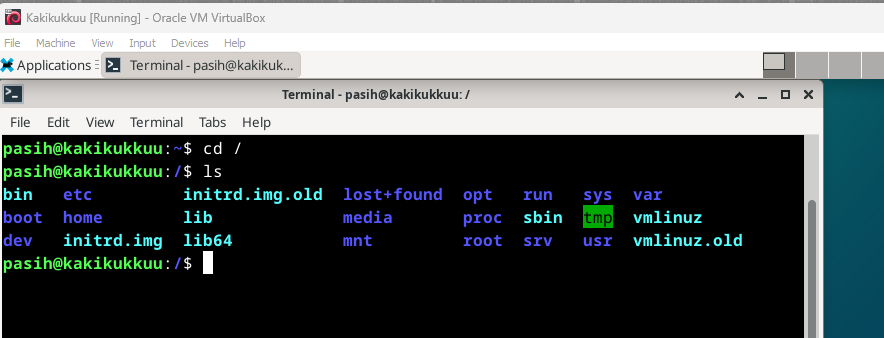 Kakikukkuu [Running] - Oracle VM VirtualBox
File Machine View Input Devices Help
Applications Terminal - pasih@kakikuk...
Terminal - pasih@kakikukkuu: /
File Edit View Terminal Tabs Help
pasih@kakikukkuu:~$ cd /
pasih@kakikukkuu:/$ ls
bin etc initrd.img.old lost+found opt run sys var
boot home lib media proc sbin tmp vmlinuz
dev initrd.img lib64 mnt root srv usr vmlinuz.old
pasih@kakikukkuu:/$